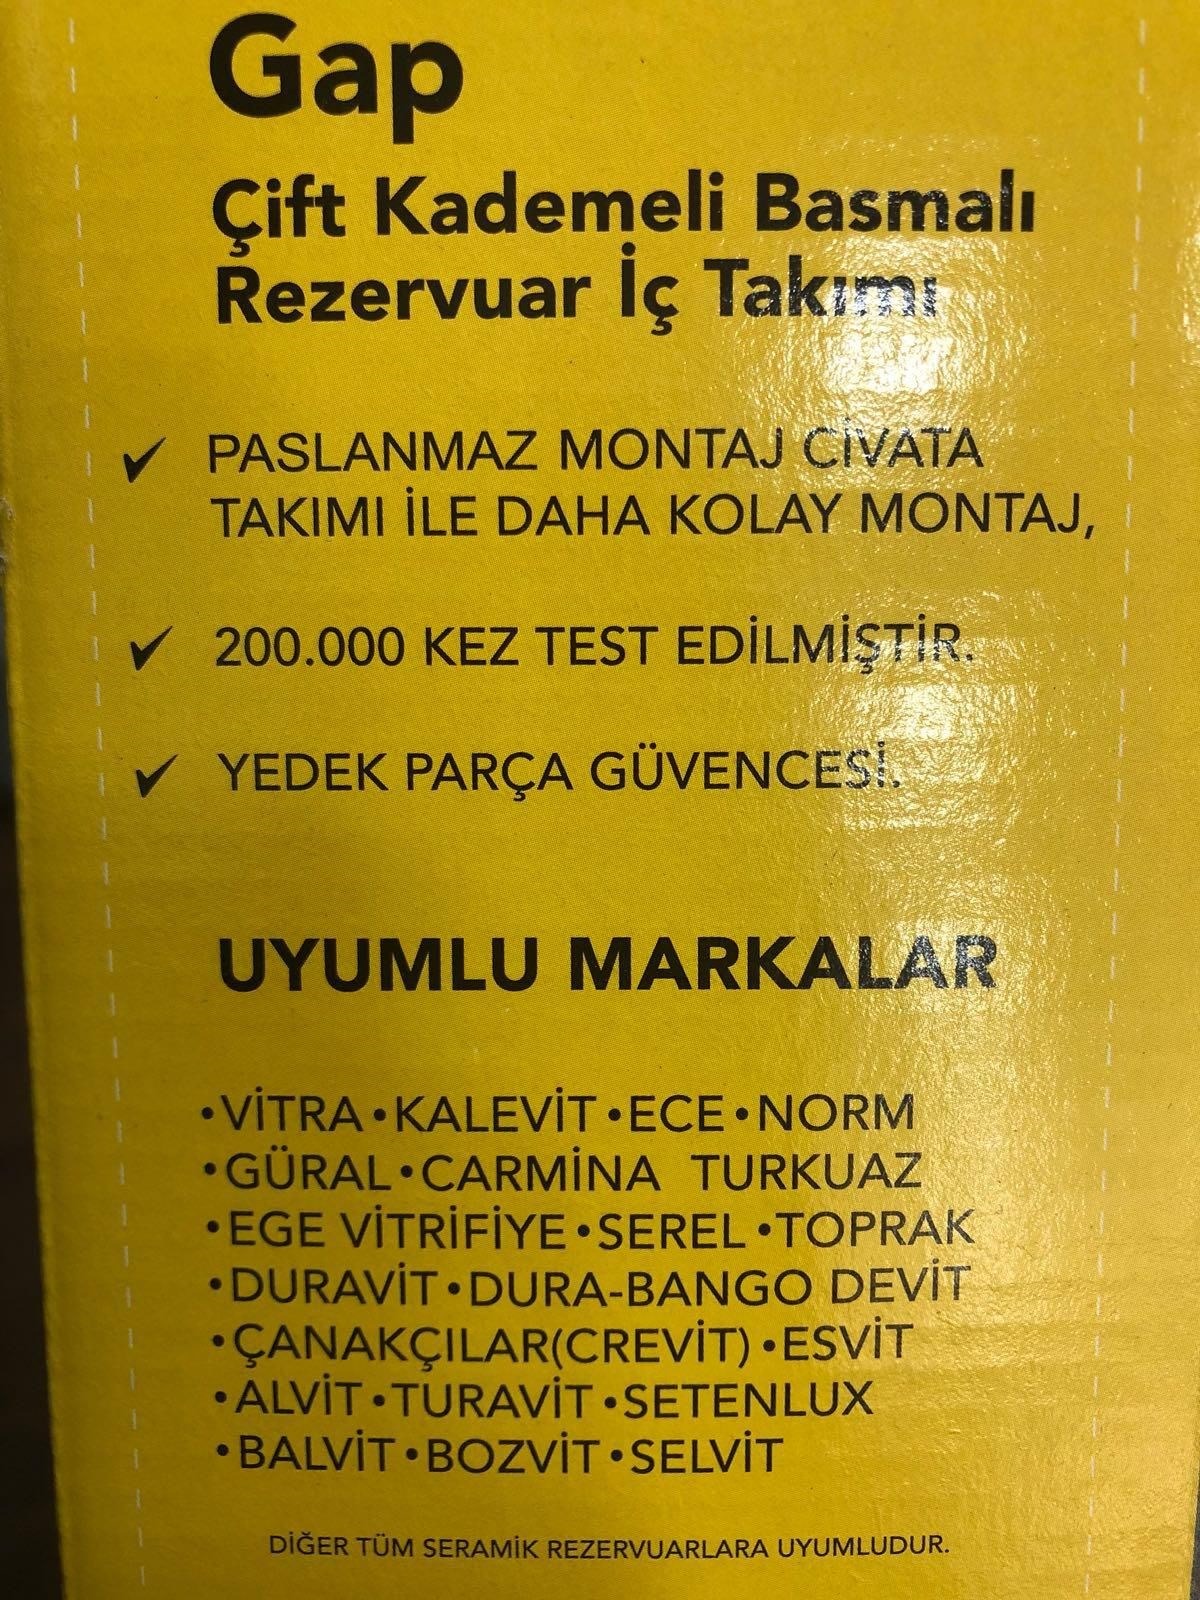 Gap
Çift Kademeli Basmalı
Rezervuar İç Takımı
✓ PASLANMAZ MONTAJ CİVATA
TAKIMI İLE DAHA KOLAY MONTAJ,
✓ 200.000 KEZ TEST EDİLMİŞTİR.
✓ YEDEK PARÇA GÜVENCESİ.
UYUMLU MARKALAR
•VİTRA •KALEVİT •ECE •NORM
•GÜRAL •CARMİNA TURKUAZ
•EGE VİTRİFİYE •SEREL •TOPRAK
•DURAVİT •DURA-BANGO DEVİT
•ÇANAKÇILAR(CREVİT) •ESVİT
•ALVİT •TURAVİT •SETENLUX
•BALVİT •BOZVİT •SELVİT
DİĞER TÜM SERAMİK REZERVUARLARA UYUMLUDUR.